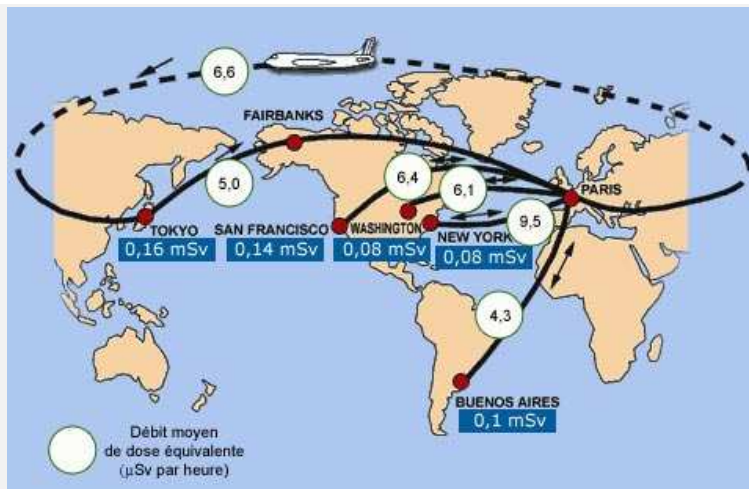 6,6
FAIRBANKS
5,0
6,4
6,1
PARIS
9,5
TOKYO
0,16 mSv
SAN FRANCISCO
0,14 mSv
WASHINGTON
0,08 mSv
NEW YORK
0,08 mSv
4,3
BUENOS AIRES
0,1 mSv
Débit moyen
de dose équivalente
(µSv par heure)